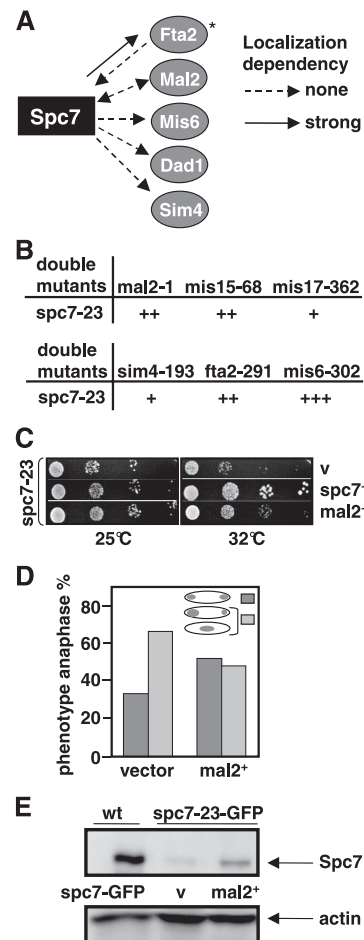 A
Fta2 *
Localization
dependency
Mal2
none
Spc7
Mis6
strong
Dad1
Sim4
B
double
mutants mal2-1 mis15-68 mis17-362
spc7-23 ++ ++ +
double
mutants sim4-193 fta2-291 mis6-302
spc7-23 + ++ +++
C
spc7-23
v
spc7+
mal2+
25°C 32°C
D
phenotype anaphase %
80
60
40
20
0
vector mal2+
E
wt spc7-23-GFP
Spc7
spc7-GFP v mal2+
actin